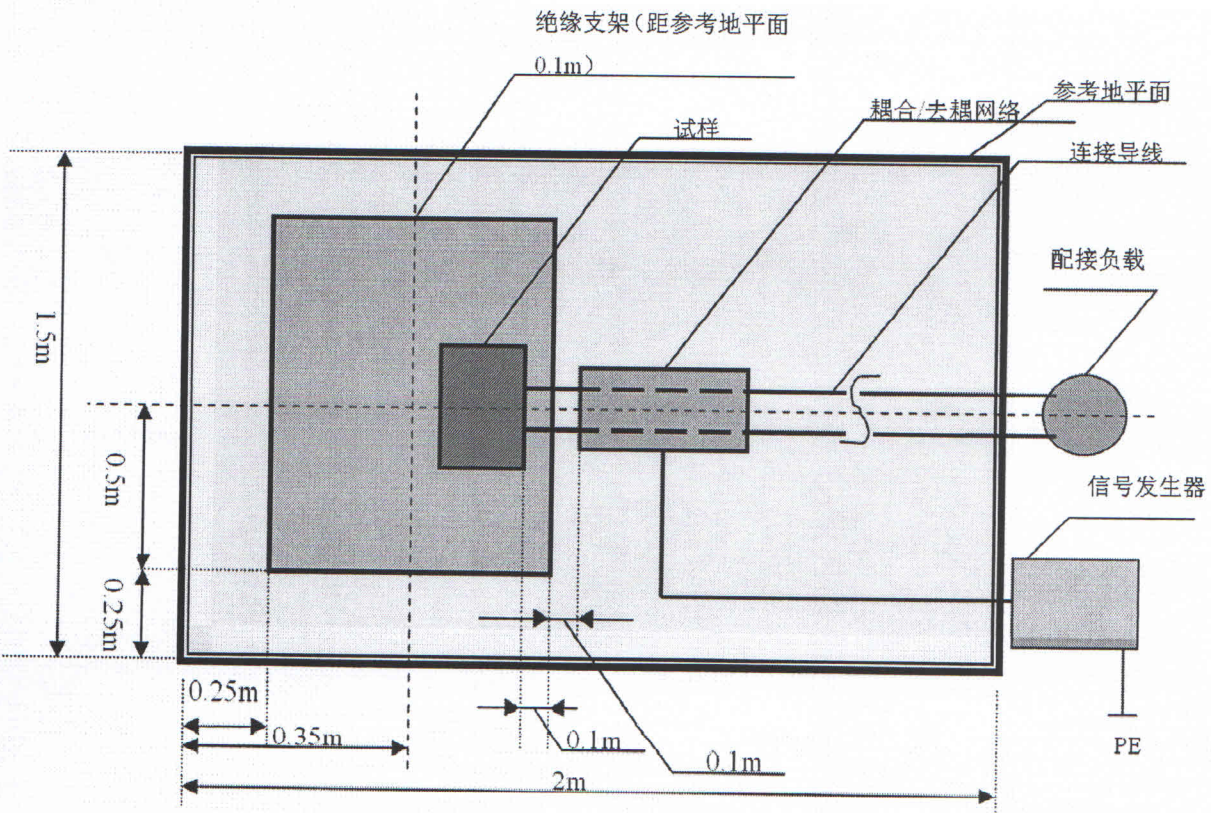 绝缘支架(距参考地平面
0.1m)
参考地平面
耦合/去耦网络
试样
连接导线
配接负载
1.5m
0.5m
信号发生器
0.25m
0.25m
0.35m
0.1m
0.1m
PE
2m